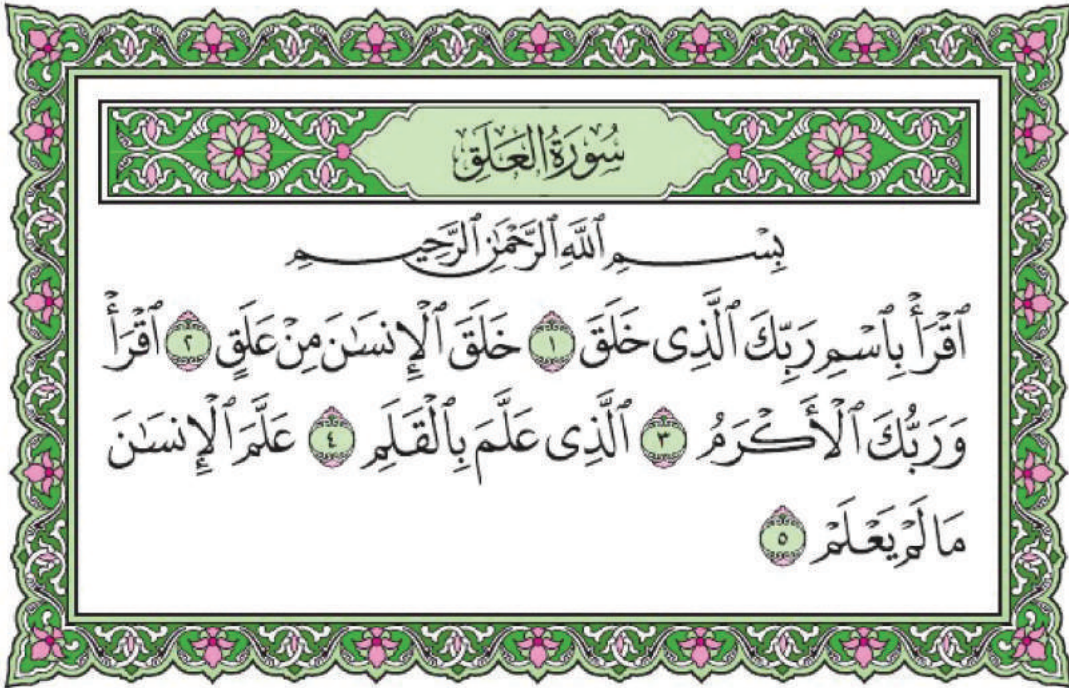 سُورَةُ العَلَقِ
بِسْمِ ٱللَّهِ ٱلرَّحْمَٰنِ ٱلرَّحِيمِ
ٱقْرَأْ بِٱسْمِ رَبِّكَ ٱلَّذِى خَلَقَ ١ خَلَقَ ٱلْإِنسَٰنَ مِنْ عَلَقٍ ٢ ٱقْرَأْ
وَرَبُّكَ ٱلْأَكْرَمُ ٣ ٱلَّذِى عَلَّمَ بِٱلْقَلَمِ ٤ عَلَّمَ ٱلْإِنسَٰنَ
مَا لَمْ يَعْلَمْ ٥